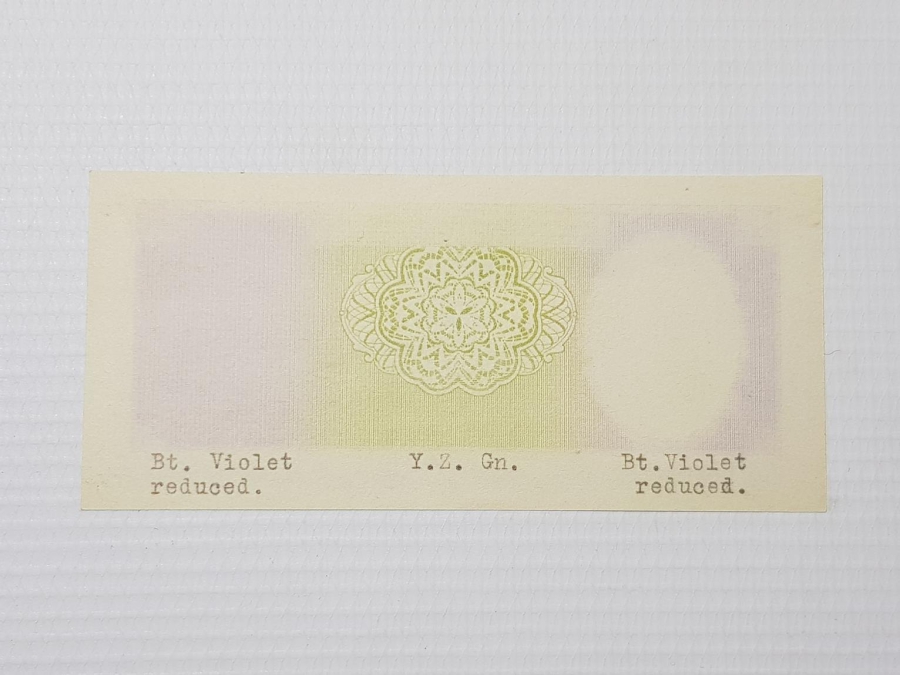 Bt. Violet Y.Z. Gn. Bt.Violet
reduced. reduced.